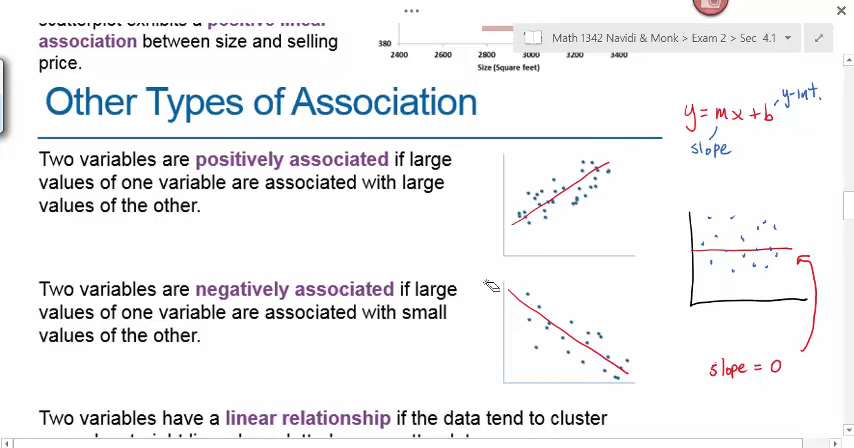 scatterplot exhibits a positive linear
association between size and selling
price.
380
2400 2600 2800 3000 3200 3400
Size (Square feet)
Math 1342 Navidi & Monk > Exam 2 > Sec 4.1
Other Types of Association
y = mx + b
y-int.
slope
Two variables are positively associated if large
values of one variable are associated with large
values of the other.
Two variables are negatively associated if large
values of one variable are associated with small
values of the other.
slope = 0
Two variables have a linear relationship if the data tend to cluster